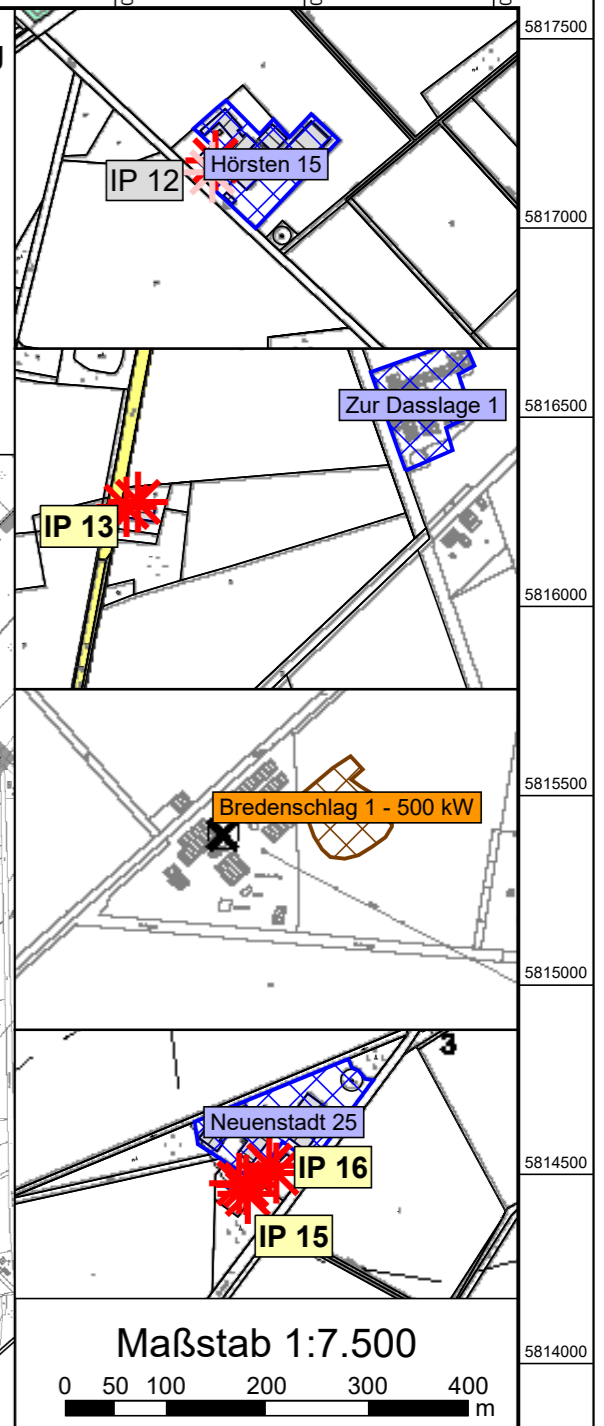 5817500
Hörsten 15
IP 12
5817000
Zur Dasslage 1
5816500
IP 13
5816000
5815500
Bredenschlag 1 - 500 kW
5815000
3
Neuenstadt 25
IP 16
5814500
IP 15
Maßstab 1:7.500
5814000
0 50 100 200 300 400
m